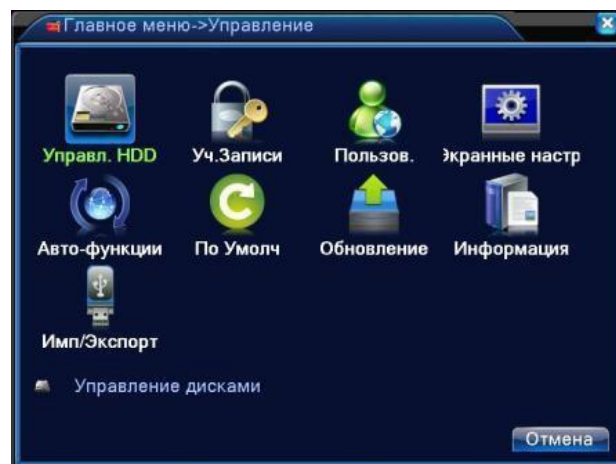 Главное меню->Управление
Управл. HDD Уч.Записи Пользов. Экранные настр
Авто-функции По Умолч Обновление Информация
Имп/Экспорт
Управление дисками
Отмена